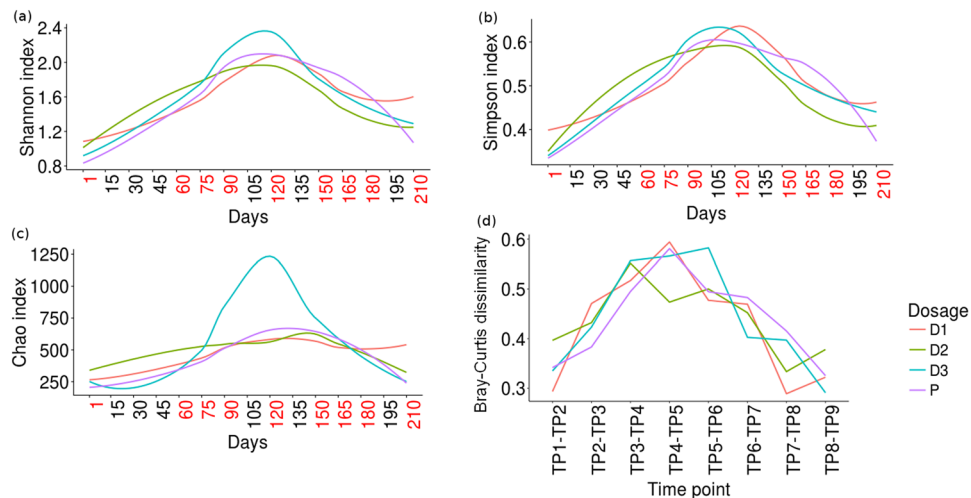 (a)
Shannon index
2.4
2.0
1.6
1.2
0.8
1 15 30 45 60 75 90 105 120 135 150 165 180 195 210
Days
(b)
Simpson index
0.6
0.5
0.4
1 15 30 45 60 75 90 105 120 135 150 165 180 195 210
Days
(c)
Chao index
1250
1000
750
500
250
1 15 30 45 60 75 90 105 120 135 150 165 180 195 210
Days
(d)
Bray-Curtis dissimilarity
0.6
0.5
0.4
0.3
TP1-TP2 TP2-TP3 TP3-TP4 TP4-TP5 TP5-TP6 TP6-TP7 TP7-TP8 TP8-TP9
Time point
Dosage
D1
D2
D3
P